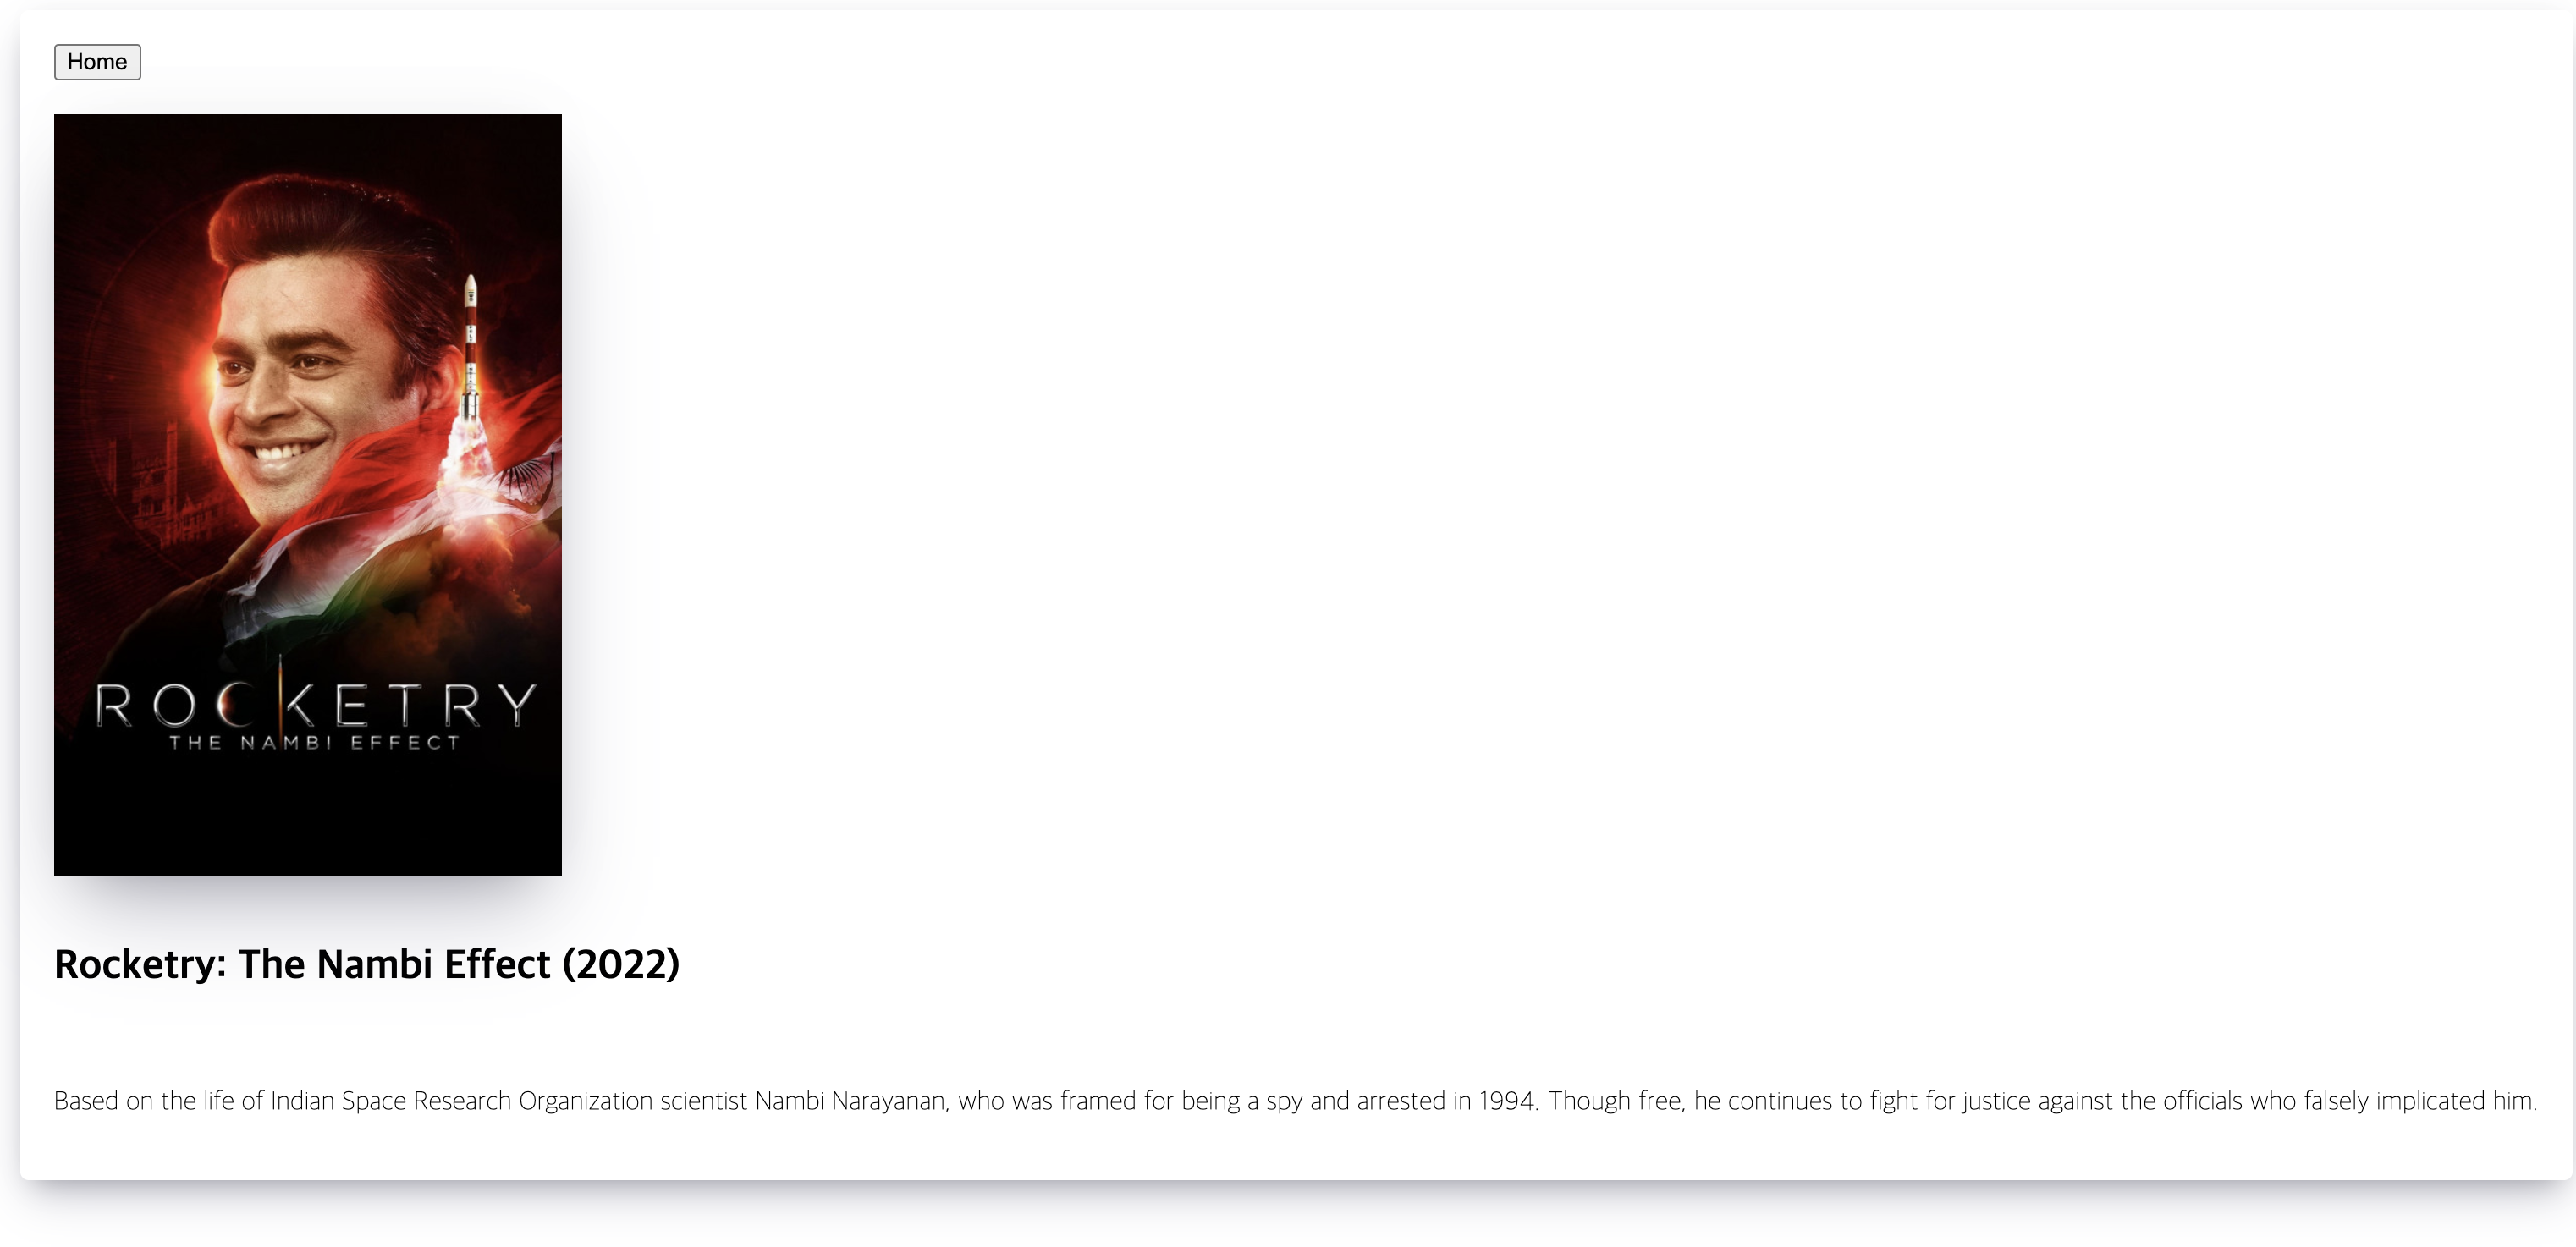 Home
ROCKETRY
THE NAMBI EFFECT
Rocketry: The Nambi Effect (2022)
Based on the life of Indian Space Research Organization scientist Nambi Narayanan, who was framed for being a spy and arrested in 1994. Though free, he continues to fight for justice against the officials who falsely implicated him.